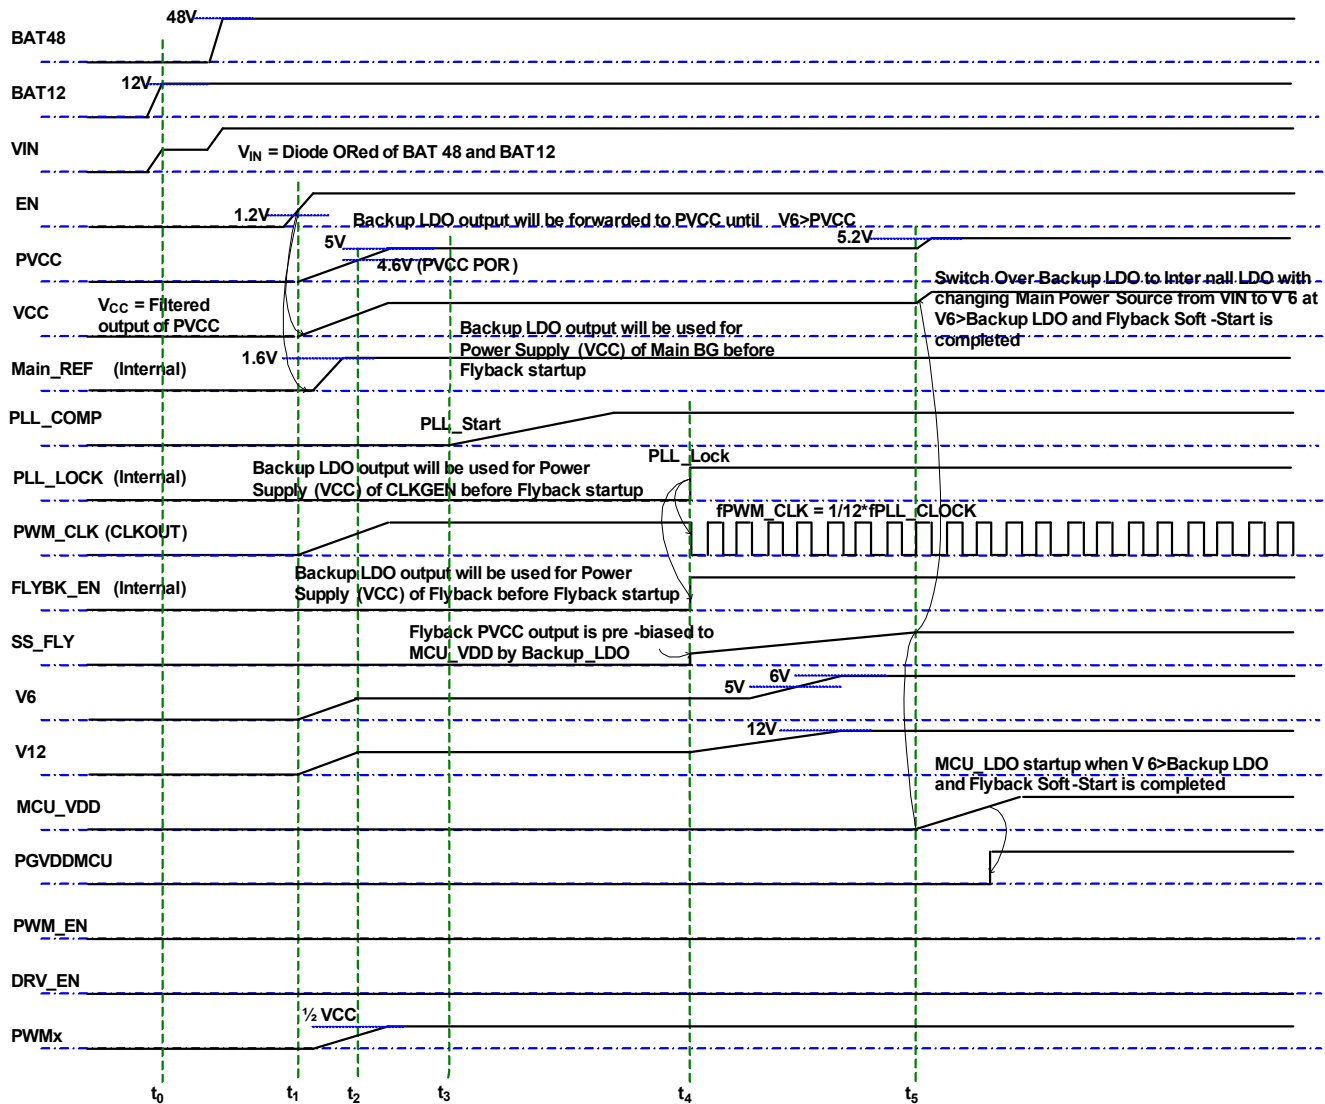 48V
BAT48
12V
BAT12
VIN
VIN = Diode ORed of BAT 48 and BAT12
EN
1.2V
Backup LDO output will be forwarded to PVCC until V6>PVCC
5V
5.2V
PVCC
4.6V (PVCC POR )
Switch Over Backup LDO to Inter nall LDO with
changing Main Power Source from VIN to V 6 at
V6>Backup LDO and Flyback Soft -Start is
completed
VCC
VCC = Filtered
output of PVCC
Backup LDO output will be used for
Power Supply (VCC) of Main BG before
Flyback startup
1.6V
Main_REF (Internal)
PLL_COMP
PLL_Start
PLL_Lock
PLL_LOCK (Internal)
Backup LDO output will be used for Power
Supply (VCC) of CLKGEN before Flyback startup
fPWM_CLK = 1/12*fPLL_CLOCK
PWM_CLK (CLKOUT)
FLYBK_EN (Internal)
Backup LDO output will be used for Power
Supply (VCC) of Flyback before Flyback startup
SS_FLY
Flyback PVCC output is pre -biased to
MCU_VDD by Backup_LDO
6V
5V
V6
12V
V12
MCU_LDO startup when V 6>Backup LDO
and Flyback Soft-Start is completed
MCU_VDD
PGVDDMCU
PWM_EN
DRV_EN
½ VCC
PWMx
t0 t1 t2 t3 t4 t5